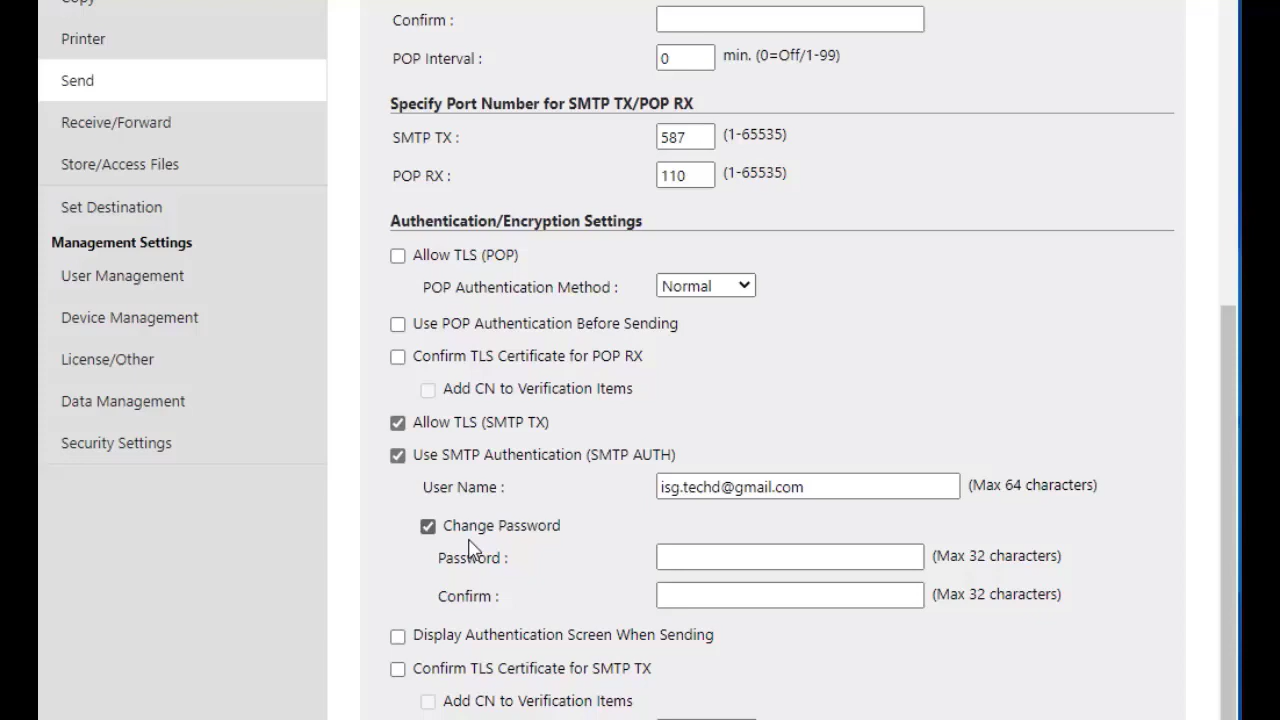 Copy
Confirm :
Printer
POP Interval : 0 min. (0=Off/1-99)
Send
Specify Port Number for SMTP TX/POP RX
Receive/Forward
SMTP TX : 587 (1-65535)
Store/Access Files
POP RX : 110 (1-65535)
Set Destination
Authentication/Encryption Settings
Management Settings
Allow TLS (POP)
User Management
POP Authentication Method : Normal
Device Management
Use POP Authentication Before Sending
License/Other
Confirm TLS Certificate for POP RX
Add CN to Verification Items
Data Management
Allow TLS (SMTP TX)
Security Settings
Use SMTP Authentication (SMTP AUTH)
User Name : isg.techd@gmail.com (Max 64 characters)
Change Password
Password : (Max 32 characters)
Confirm : (Max 32 characters)
Display Authentication Screen When Sending
Confirm TLS Certificate for SMTP TX
Add CN to Verification Items